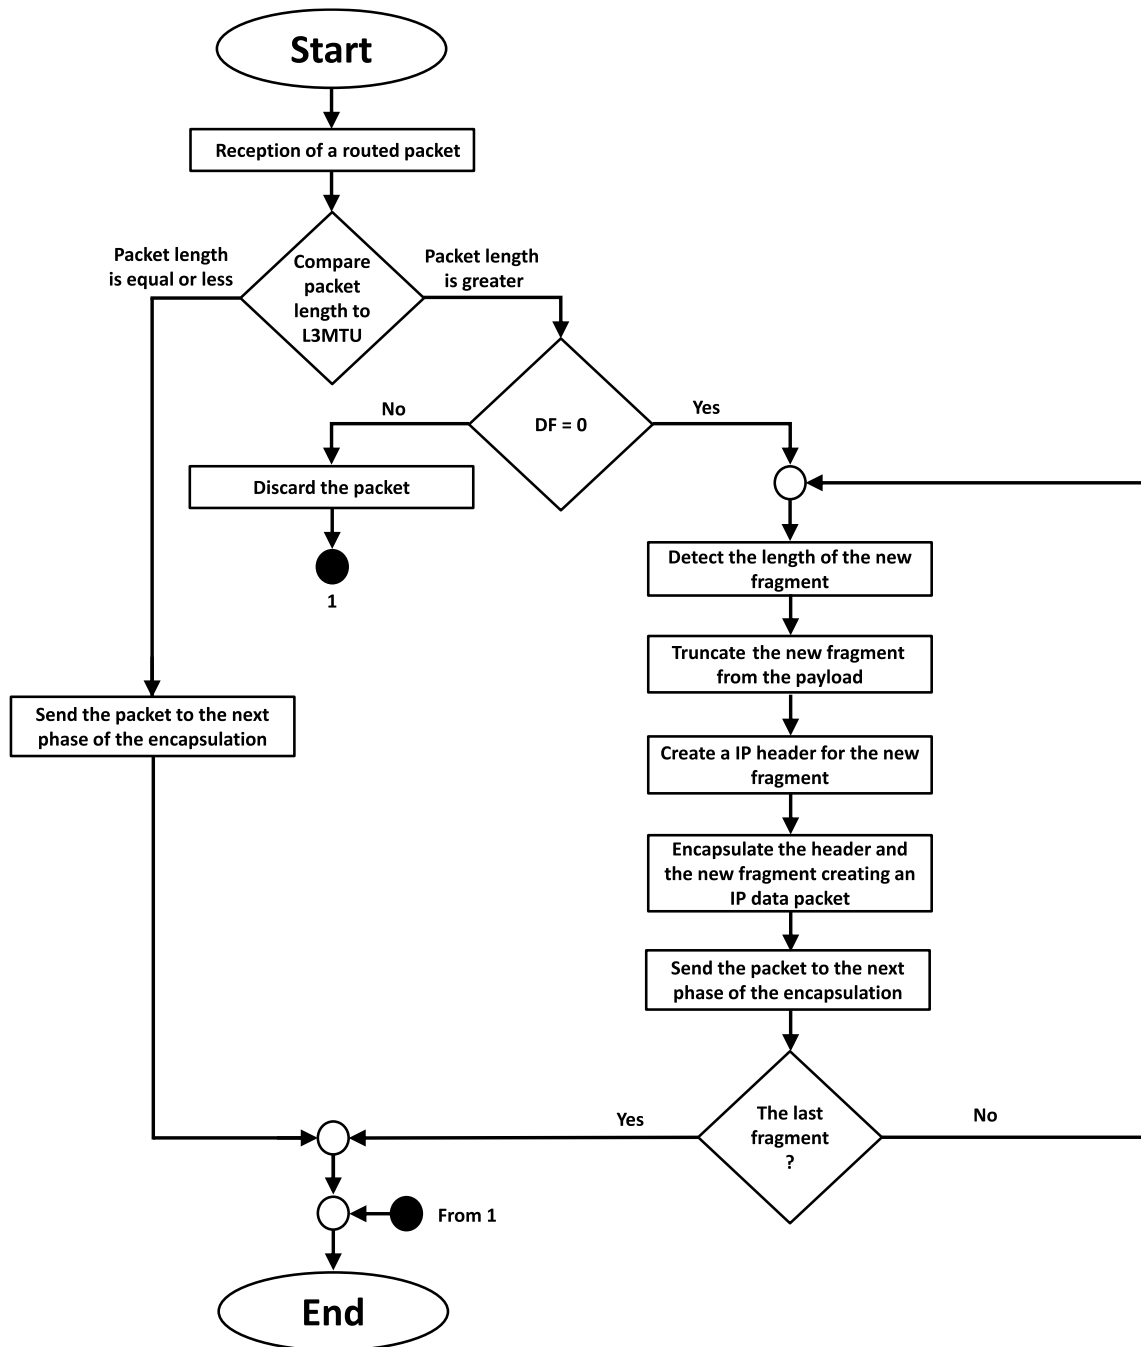 Start
Reception of a routed packet
Packet length
is equal or less
Compare
packet
length to
L3MTU
Packet length
is greater
No
DF = 0
Yes
Discard the packet
1
Detect the length of the new
fragment
Truncate the new fragment
from the payload
Send the packet to the next
phase of the encapsulation
Create a IP header for the new
fragment
Encapsulate the header and
the new fragment creating an
IP data packet
Send the packet to the next
phase of the encapsulation
Yes
The last
fragment
?
No
From 1
End